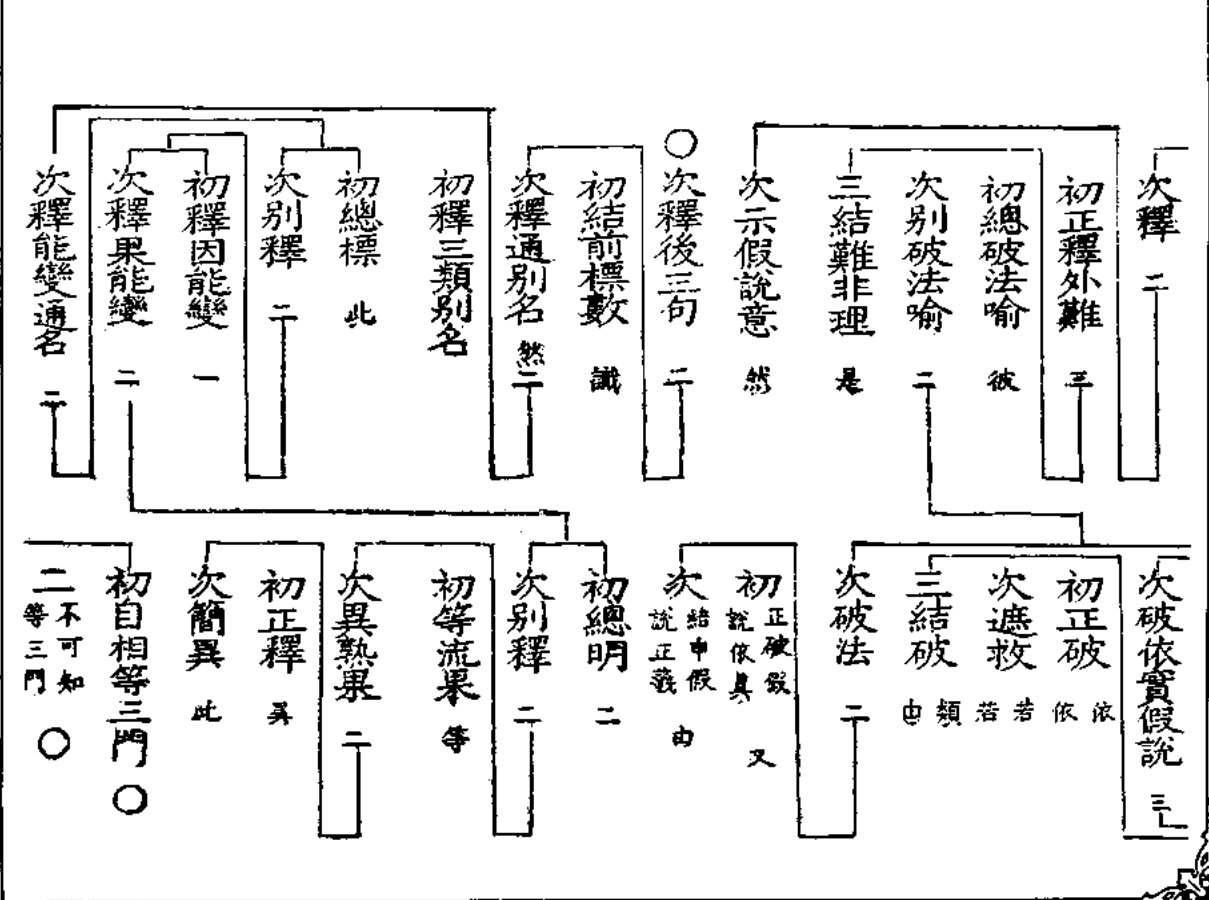 次釋 二
初正釋外難 三
初總破法喻 彼
次別破法喻 二
三結難非理 是
次示假說意 然
○次釋後三句 二
初結前標數 識
次釋通別名 然二
初釋三類別名
初總標 此
次別釋 二
初釋因能變 一
次釋果能變 二
次釋能變通名 二
次破依實假說 三
初正破 依 依
次遮救 若 若
三結破 類 由
次破法 二
初 正破假說依真 又
次 結申假說正義 由
初總明 二
次別釋 二
初等流果 等
次異熟果 二
初正釋 異
次簡異 此
初自相等三門 ○
二 不可知等三門 ○